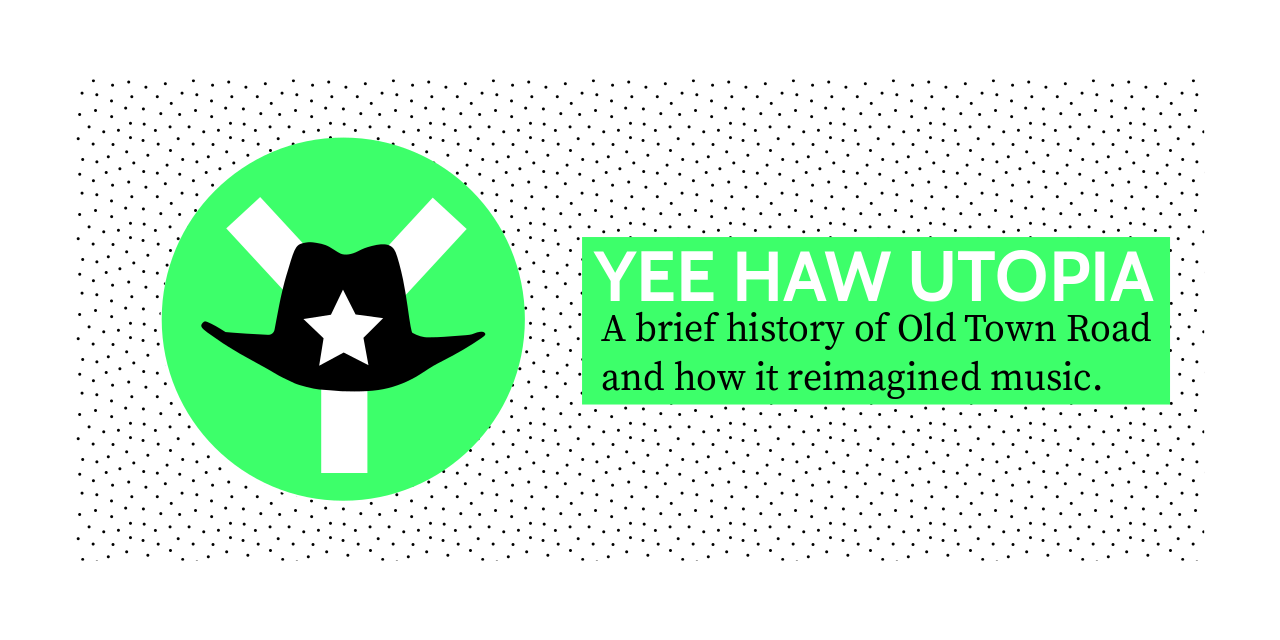 Y
YEE HAW UTOPIA
A brief history of Old Town Road
and how it reimagined music.